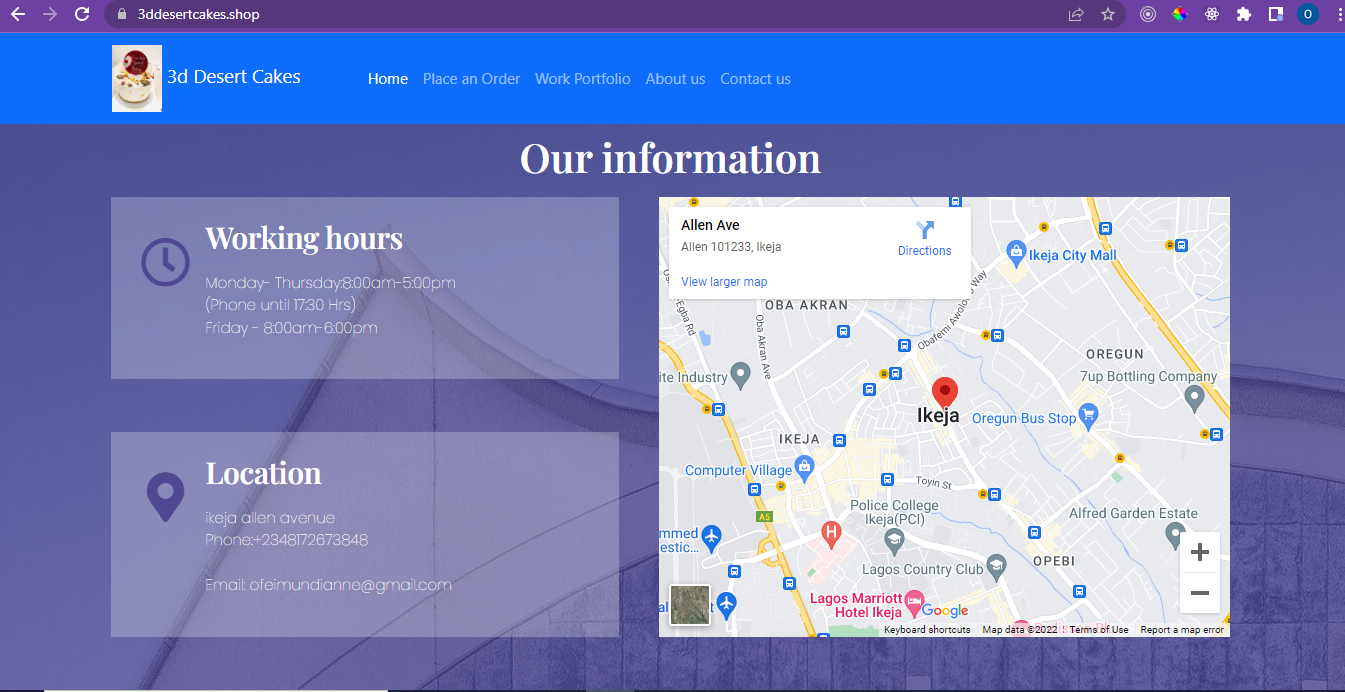 3ddesertcakes.shop
O
3d Desert Cakes
Home Place an Order Work Portfolio About us Contact us
Our information
Working hours
Monday- Thursday:8:00am-5:00pm
(Phone until 17:30 Hrs)
Friday - 8:00am-6:00pm
Location
ikeja allen avenue
Phone:+2348172673848
Email: ofeimundianne@gmail.com
Allen Ave
Allen 101233, Ikeja
Directions
View larger map
Ikeja City Mall
OBA AKRAN
Egba Rd
Oba Akran Ave
Obafemi Awolowo Way
OREGUN
7up Bottling Company
ite Industry
Ikeja
Oregun Bus Stop
IKEJA
Computer Village
Toyin St
A5
Police College
Ikeja(PCI)
Alfred Garden Estate
mmed
estic...
H
Lagos Country Club
OPEBI
Lagos Marriott
Hotel Ikeja
al
t
Google
+
−
Keyboard shortcuts Map data ©2022 Terms of Use Report a map error